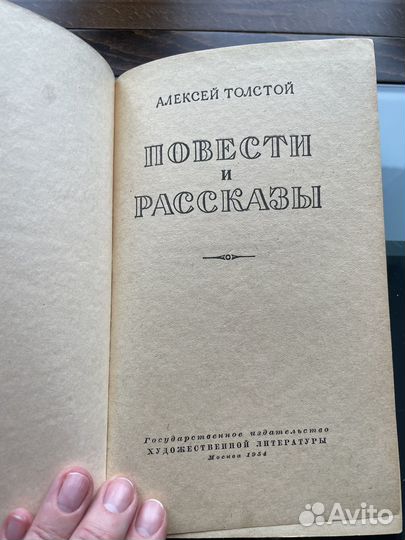 АЛЕКСЕЙ ТОЛСТОЙ
ПОВЕСТИ
и
РАССКАЗЫ
Государственное издательство
ХУДОЖЕСТВЕННОЙ ЛИТЕРАТУРЫ
Москва 1954
Avito